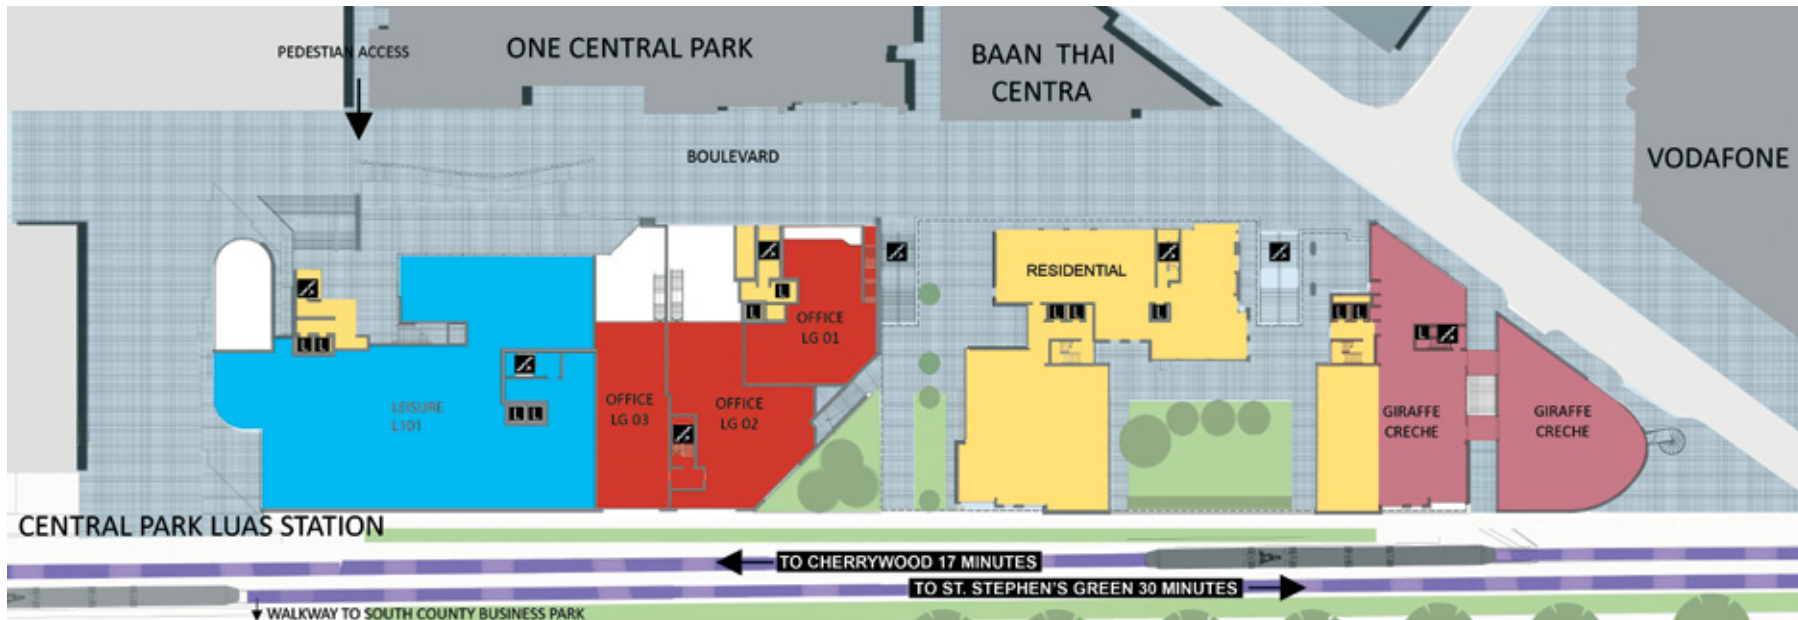 PEDESTIAN ACCESS
ONE CENTRAL PARK
BAAN THAI
CENTRA
BOULEVARD
VODAFONE
RESIDENTIAL
OFFICE
LG 01
LEISURE
L101
OFFICE
LG 03
OFFICE
LG 02
GIRAFFE
CRECHE
GIRAFFE
CRECHE
L
L
L
L
L
L
L
L
L
L
L
L
CENTRAL PARK LUAS STATION
TO CHERRYWOOD 17 MINUTES
TO ST. STEPHEN'S GREEN 30 MINUTES
WALKWAY TO SOUTH COUNTY BUSINESS PARK